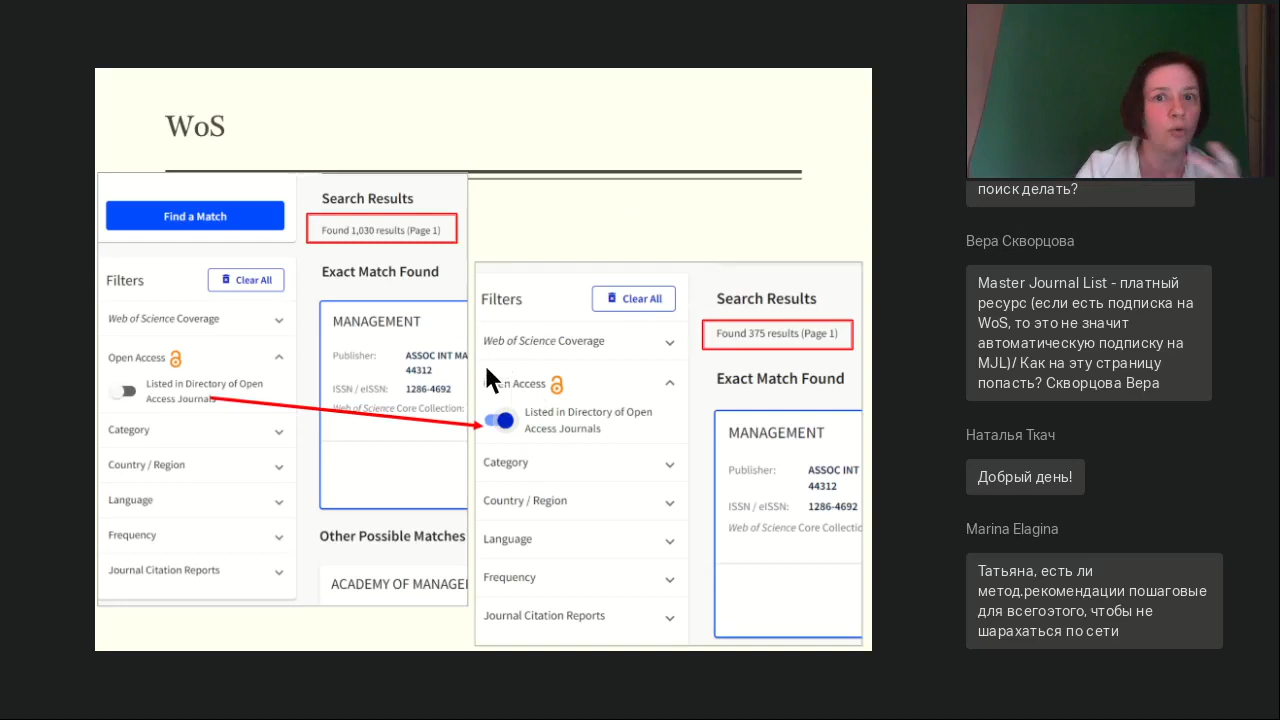 WoS
Find a Match
Filters
Clear All
Web of Science Coverage
Open Access
Listed in Directory of Open
Access Journals
Category
Country / Region
Language
Frequency
Journal Citation Reports
Search Results
Found 1,030 results (Page 1)
Exact Match Found
MANAGEMENT
Publisher: ASSOC INT MA
44312
ISSN / eISSN: 1286-4692
Web of Science Core Collection:
Other Possible Matches
ACADEMY OF MANAGE
Filters
Clear All
Web of Science Coverage
Open Access
Listed in Directory of Open
Access Journals
Category
Country / Region
Language
Frequency
Journal Citation Reports
Search Results
Found 375 results (Page 1)
Exact Match Found
MANAGEMENT
Publisher: ASSOC INT
44312
ISSN / eISSN: 1286-4692
Web of Science Core Collectio
поиск делать?
Вера Скворцова
Master Journal List - платный
ресурс (если есть подписка на
WoS, то это не значит
автоматическую подписку на
MJL)/ Как на эту страницу
попасть? Скворцова Вера
Наталья Ткач
Добрый день!
Marina Elagina
Татьяна, есть ли
метод.рекомендации пошаговые
для всегоэтого, чтобы не
шарахаться по сети